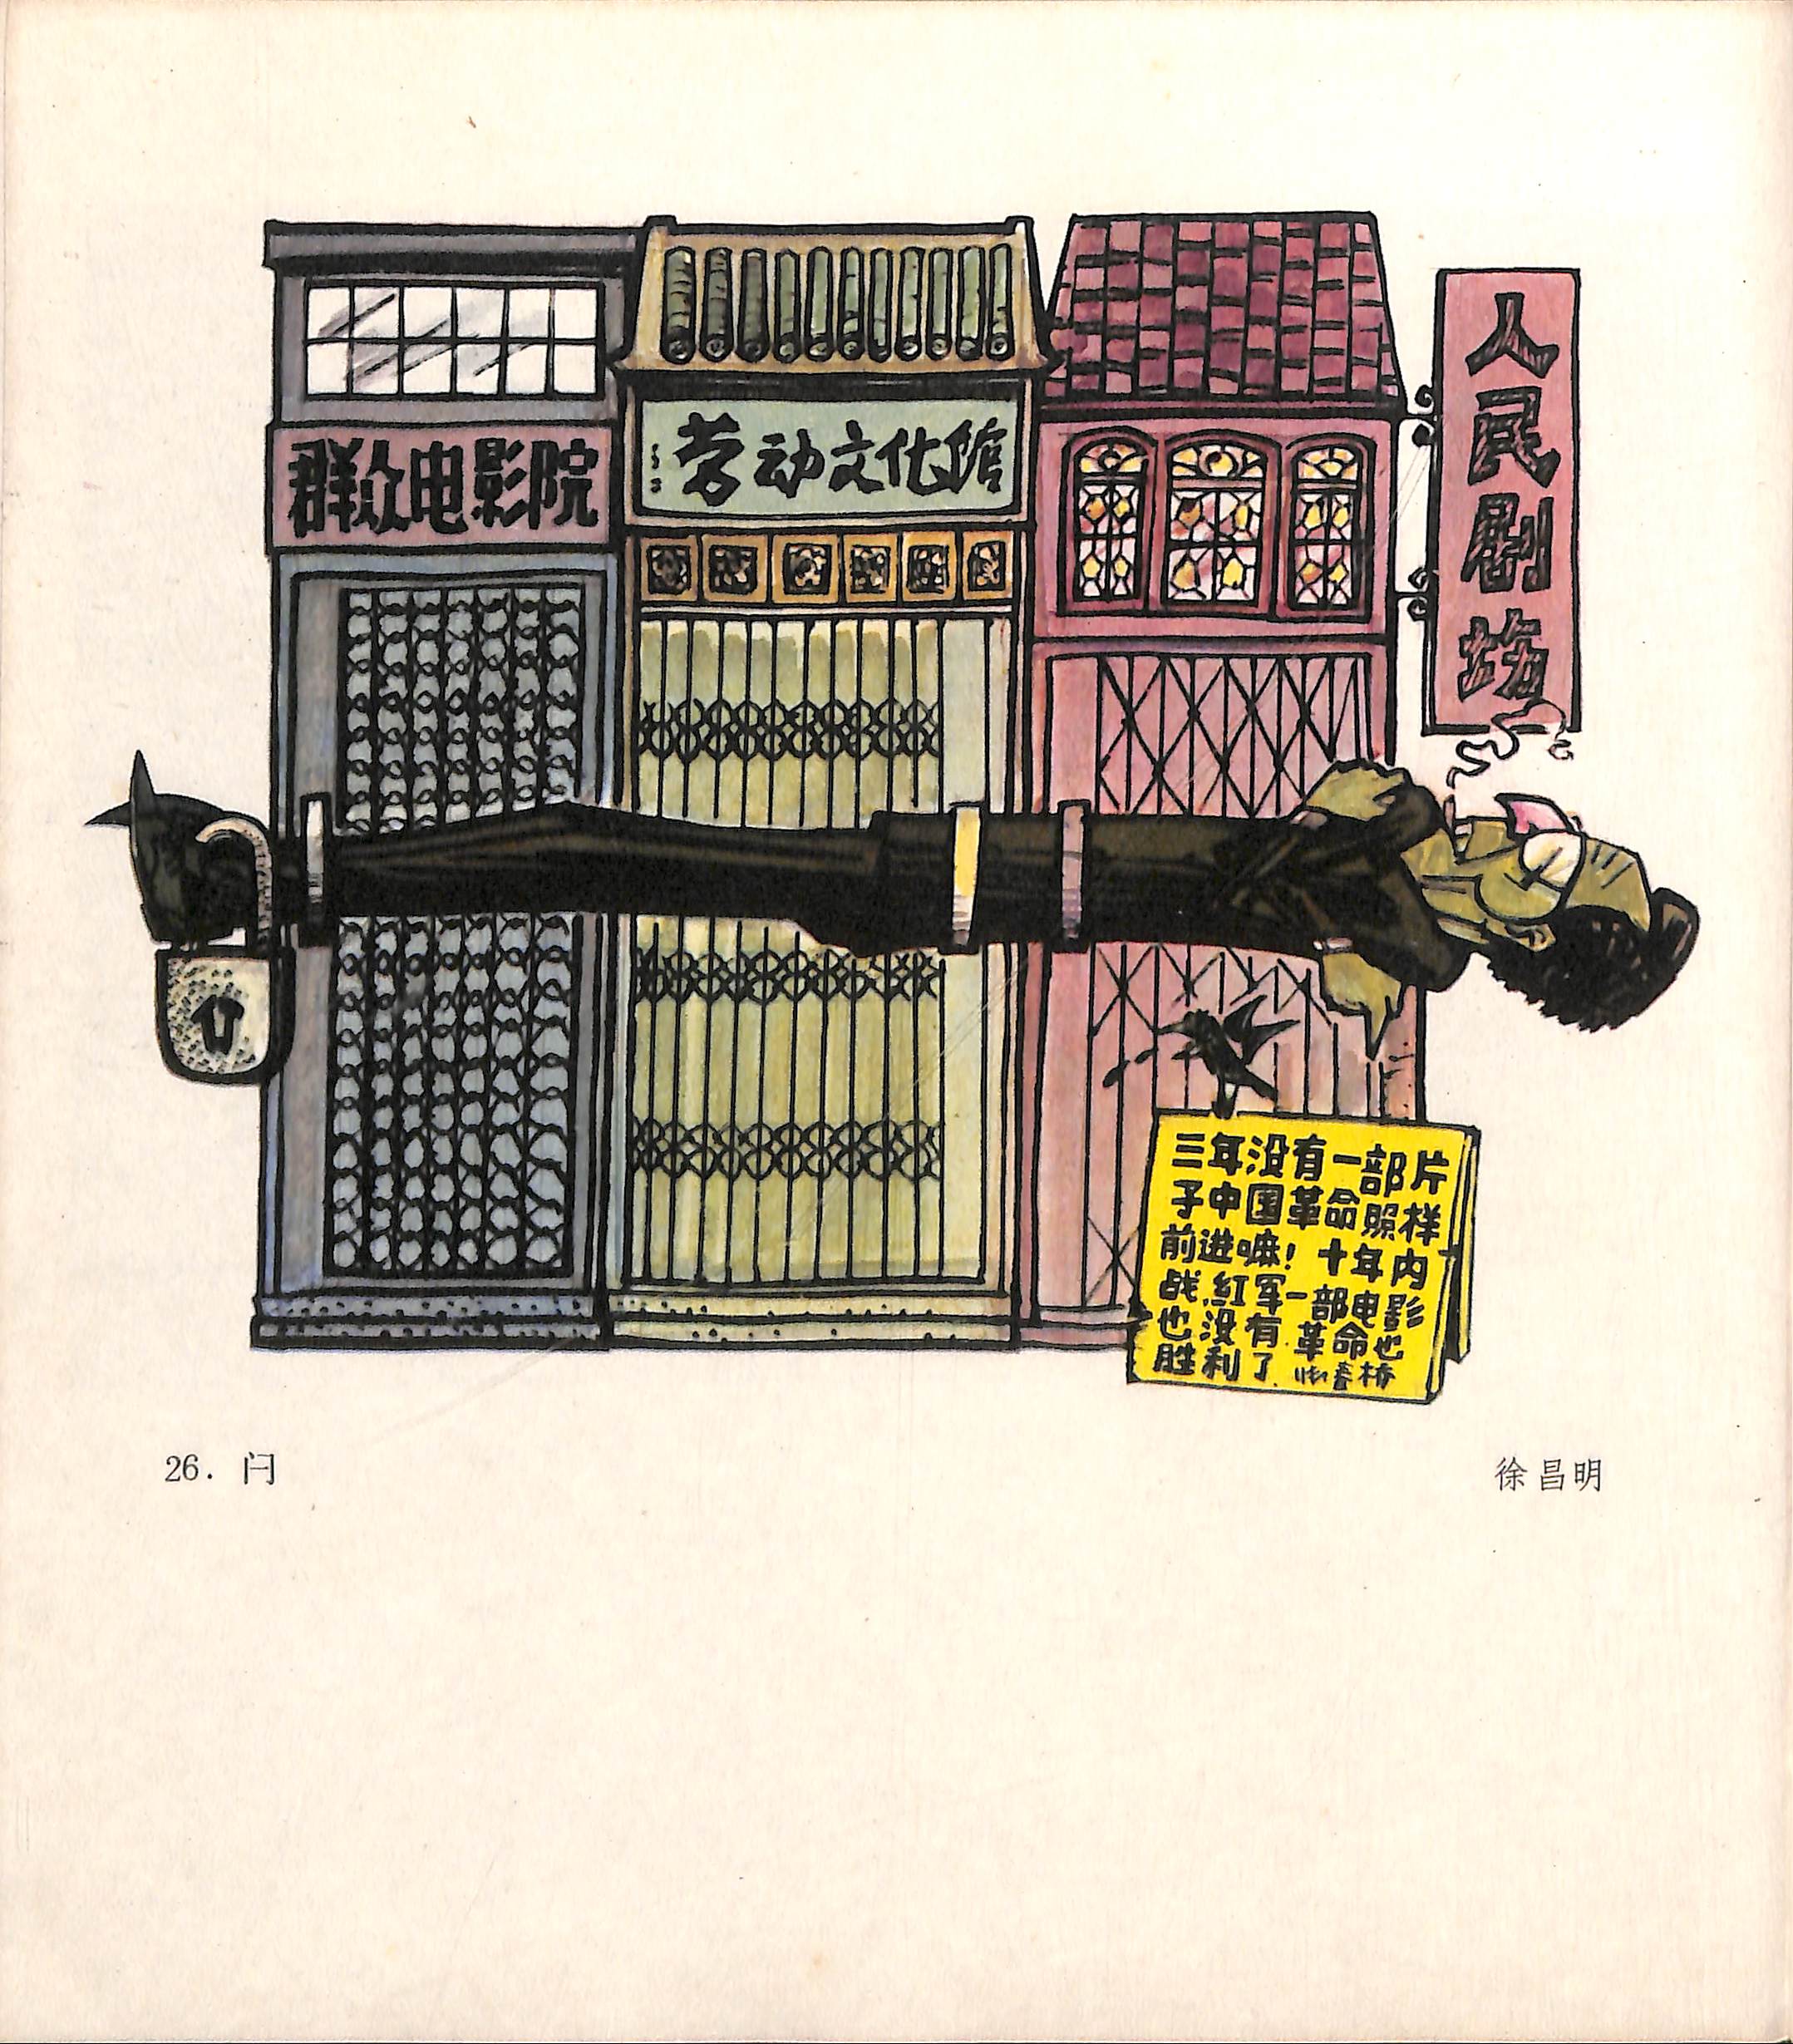 群众电影院
劳动文化馆
人民剧坊
三年没有一部片
子中国革命照样
前进嘛！十年内
战,红军一部电影
也没有.革命也
胜利了.张春桥
26. 闩
徐昌明